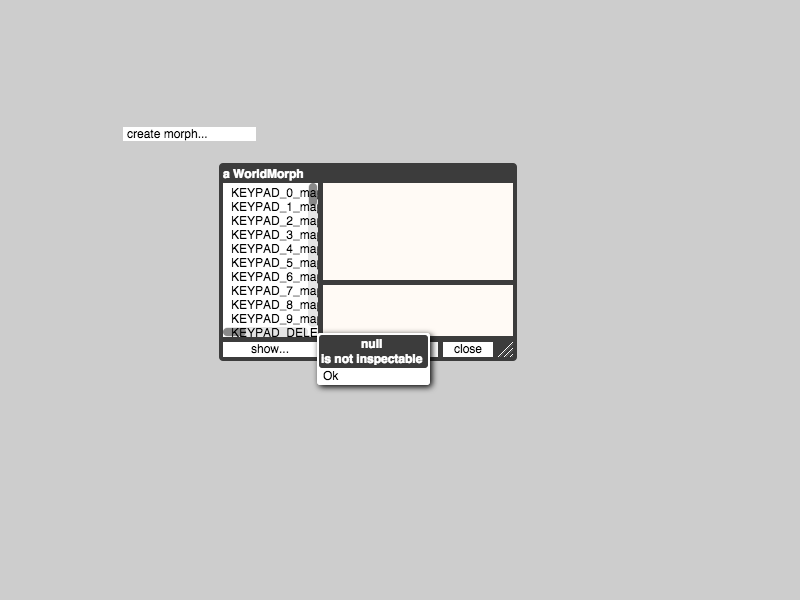 create morph...
a WorldMorph
KEYPAD_0_ma
KEYPAD_1_ma
KEYPAD_2_ma
KEYPAD_3_ma
KEYPAD_4_ma
KEYPAD_5_ma
KEYPAD_6_ma
KEYPAD_7_ma
KEYPAD_8_ma
KEYPAD_9_ma
KEYPAD_DELE
show...
null
is not inspectable
close
Ok